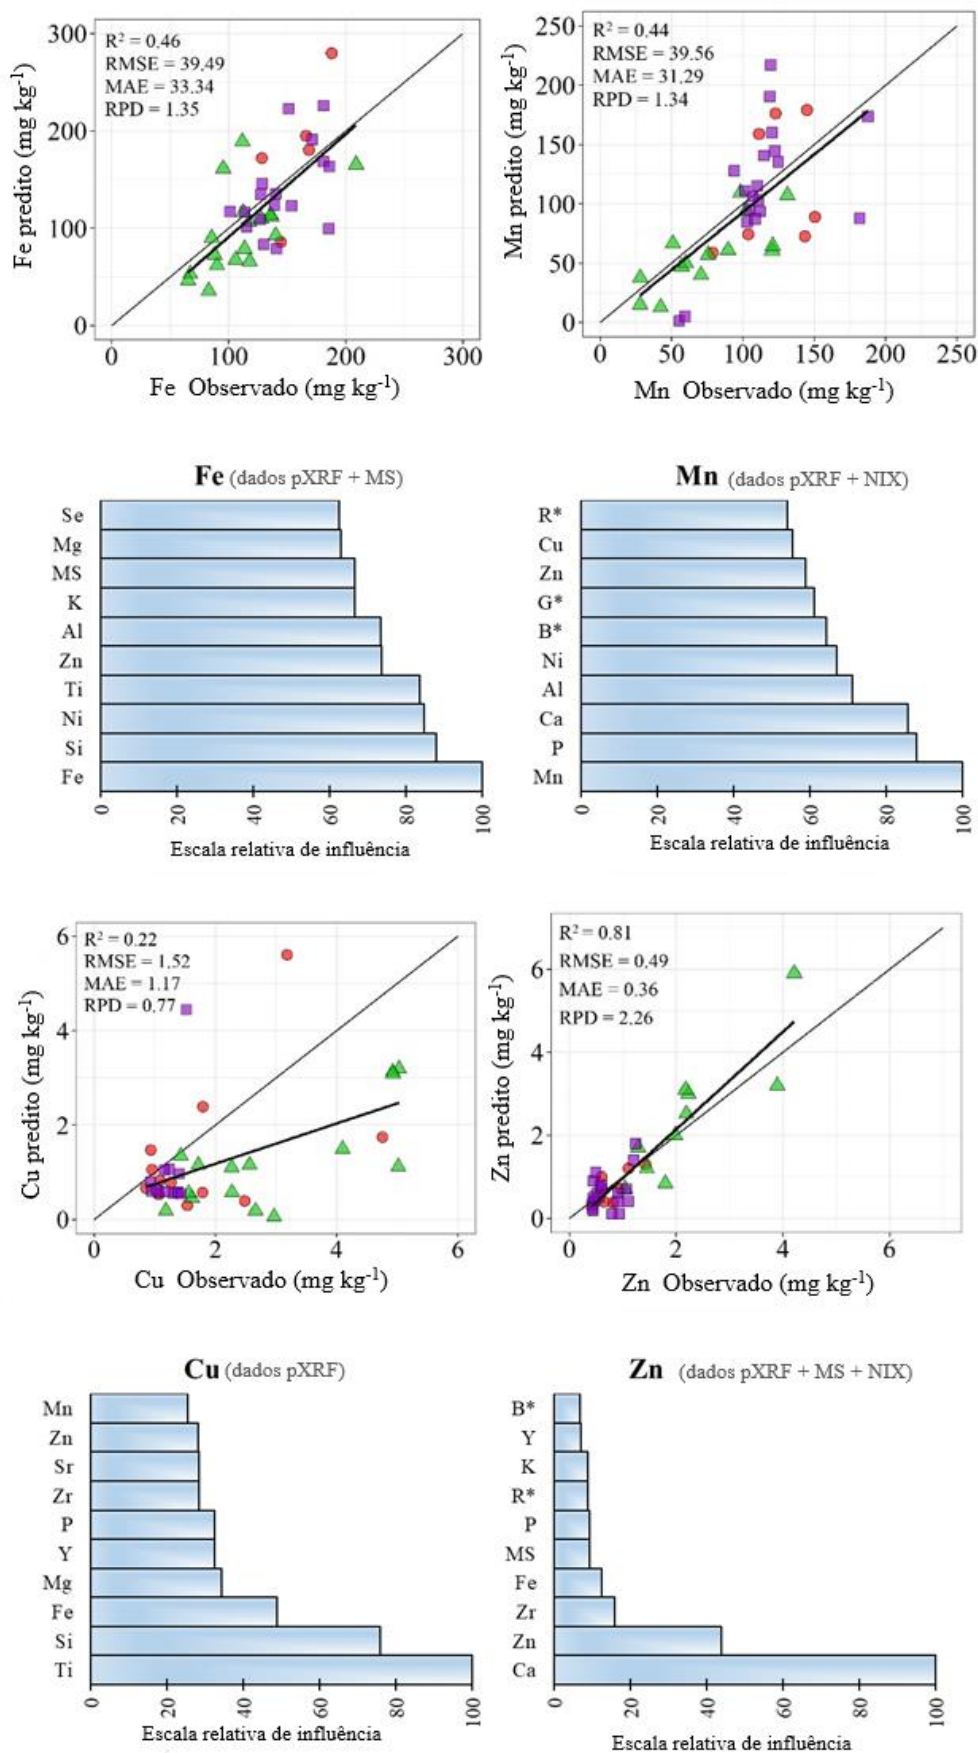 R² = 0.46
RMSE = 39.49
MAE = 33.34
RPD = 1.35
Fe predito (mg kg⁻¹)
300
200
100
0
0 100 200 300
Fe Observado (mg kg⁻¹)
R² = 0.44
RMSE = 39.56
MAE = 31.29
RPD = 1.34
Mn predito (mg kg⁻¹)
250
200
150
100
50
0
0 50 100 150 200 250
Mn Observado (mg kg⁻¹)
Fe (dados pXRF + MS)
Se
Mg
MS
K
Al
Zn
Ti
Ni
Si
Fe
0 20 40 60 80 100
Escala relativa de influência
Mn (dados pXRF + NIX)
R*
Cu
Zn
G*
B*
Ni
Al
Ca
P
Mn
0 20 40 60 80 100
Escala relativa de influência
R² = 0.22
RMSE = 1.52
MAE = 1.17
RPD = 0.77
Cu predito (mg kg⁻¹)
6
4
2
0
0 2 4 6
Cu Observado (mg kg⁻¹)
R² = 0.81
RMSE = 0.49
MAE = 0.36
RPD = 2.26
Zn predito (mg kg⁻¹)
6
4
2
0
0 2 4 6
Zn Observado (mg kg⁻¹)
Cu (dados pXRF)
Mn
Zn
Sr
Zr
P
Y
Mg
Fe
Si
Ti
0 20 40 60 80 100
Escala relativa de influência
Zn (dados pXRF + MS + NIX)
B*
Y
K
R*
P
MS
Fe
Zr
Zn
Ca
0 20 40 60 80 100
Escala relativa de influência